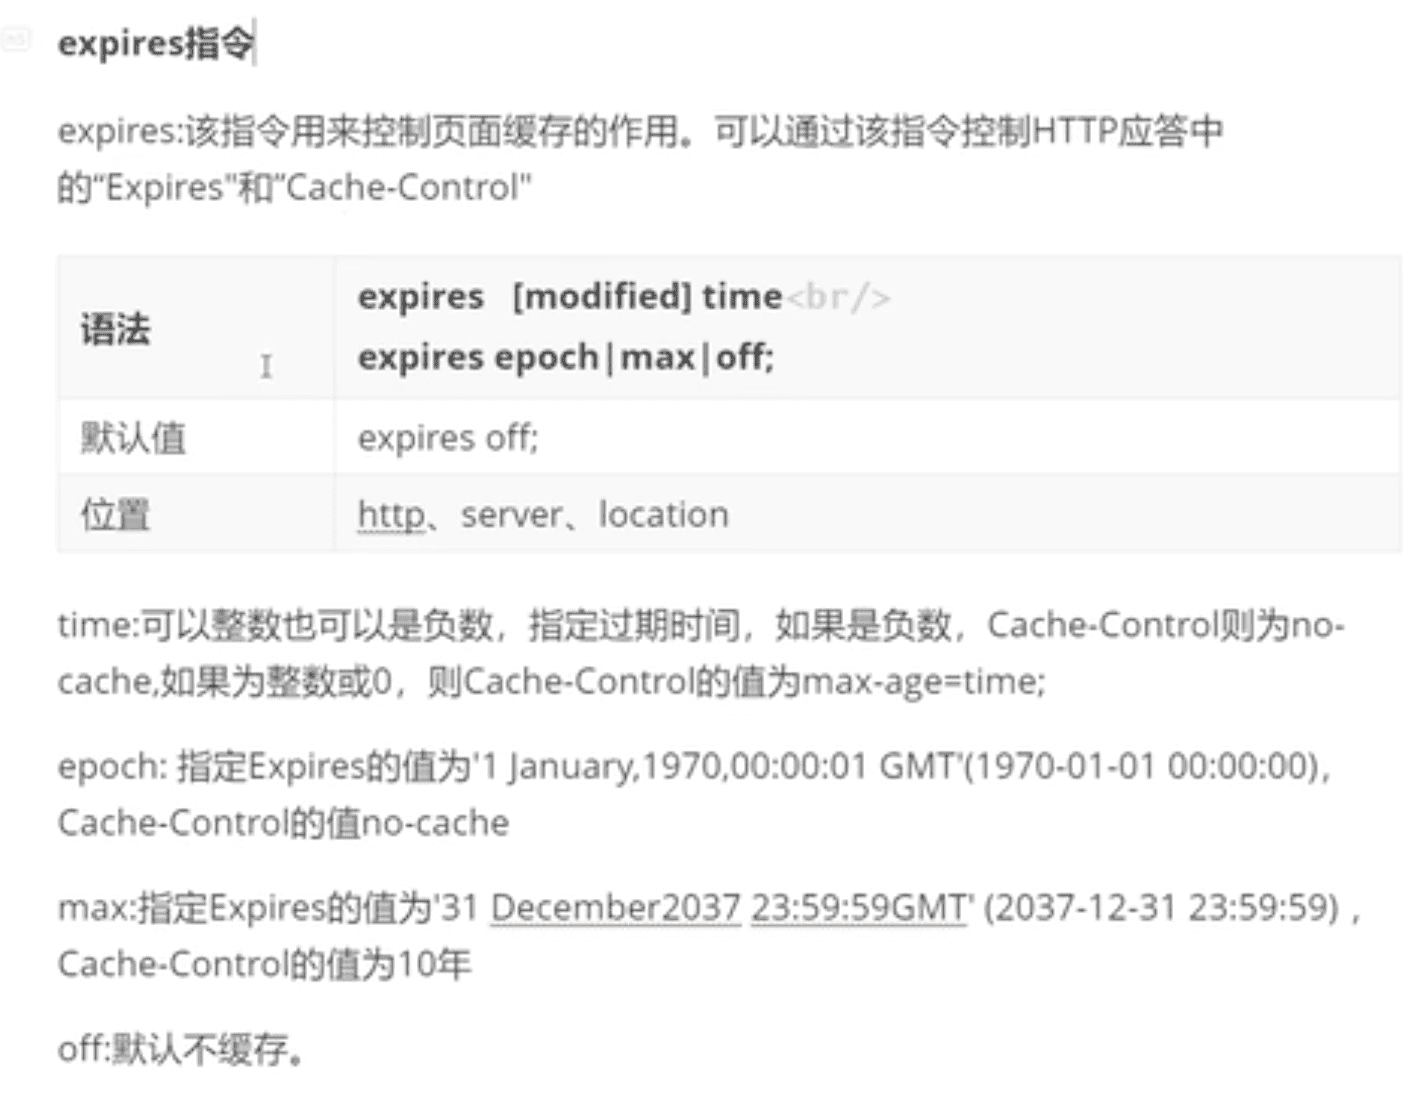 expires指令
expires:该指令用来控制页面缓存的作用。可以通过该指令控制HTTP应答中
的“Expires"和”Cache-Control"
语法
expires [modified] time<br/>
expires epoch|max|off;
默认值
expires off;
位置
http、server、location
time:可以整数也可以是负数，指定过期时间，如果是负数，Cache-Control则为no-
cache,如果为整数或0，则Cache-Control的值为max-age=time;
epoch: 指定Expires的值为'1 January,1970,00:00:01 GMT'(1970-01-01 00:00:00)，
Cache-Control的值no-cache
max:指定Expires的值为'31 December2037 23:59:59GMT' (2037-12-31 23:59:59) ，
Cache-Control的值为10年
off:默认不缓存。